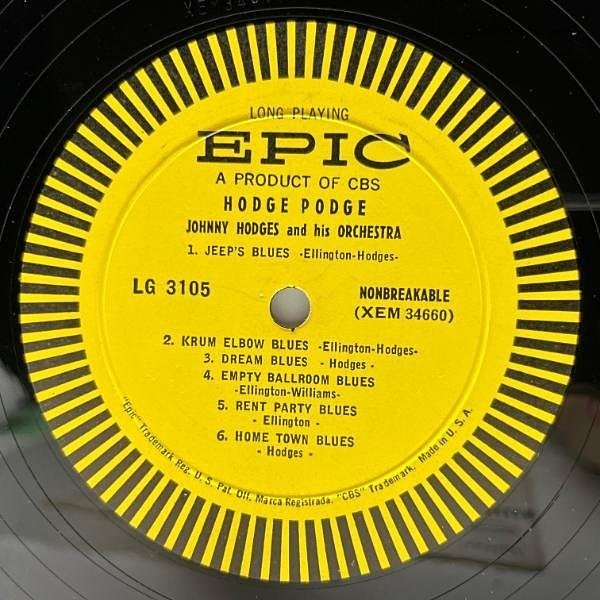 LONG PLAYING
EPIC
A PRODUCT OF CBS
HODGE PODGE
JOHNNY HODGES and his ORCHESTRA
1. JEEP'S BLUES -Ellington-Hodges-
LG 3105
NONBREAKABLE
(XEM 34660)
2. KRUM ELBOW BLUES -Ellington-Hodges-
3. DREAM BLUES - Hodges -
4. EMPTY BALLROOM BLUES
-Ellington-Williams-
5. RENT PARTY BLUES
- Ellington -
6. HOME TOWN BLUES
- Hodges -
"Epic" Trademark Reg. U. S. Pat. Off. Marca Registrada. "CBS" Trademark. Made in U. S. A.